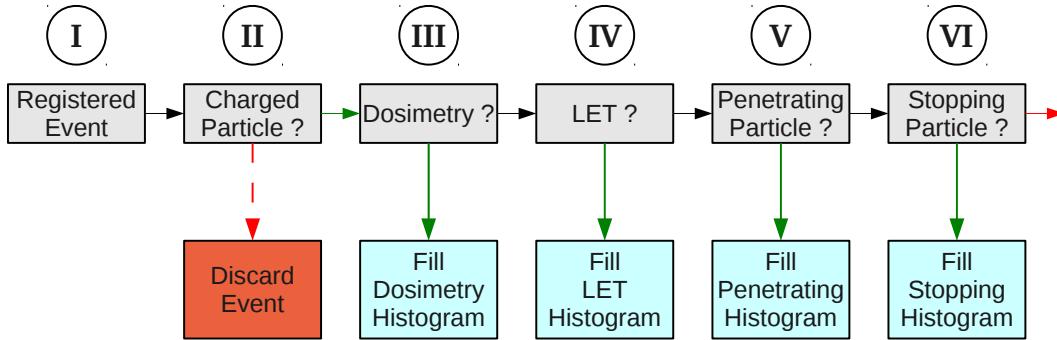 I
II
III
IV
V
VI
Registered
Event
Charged
Particle ?
Dosimetry ?
LET ?
Penetrating
Particle ?
Stopping
Particle ?
Discard
Event
Fill
Dosimetry
Histogram
Fill
LET
Histogram
Fill
Penetrating
Histogram
Fill
Stopping
Histogram